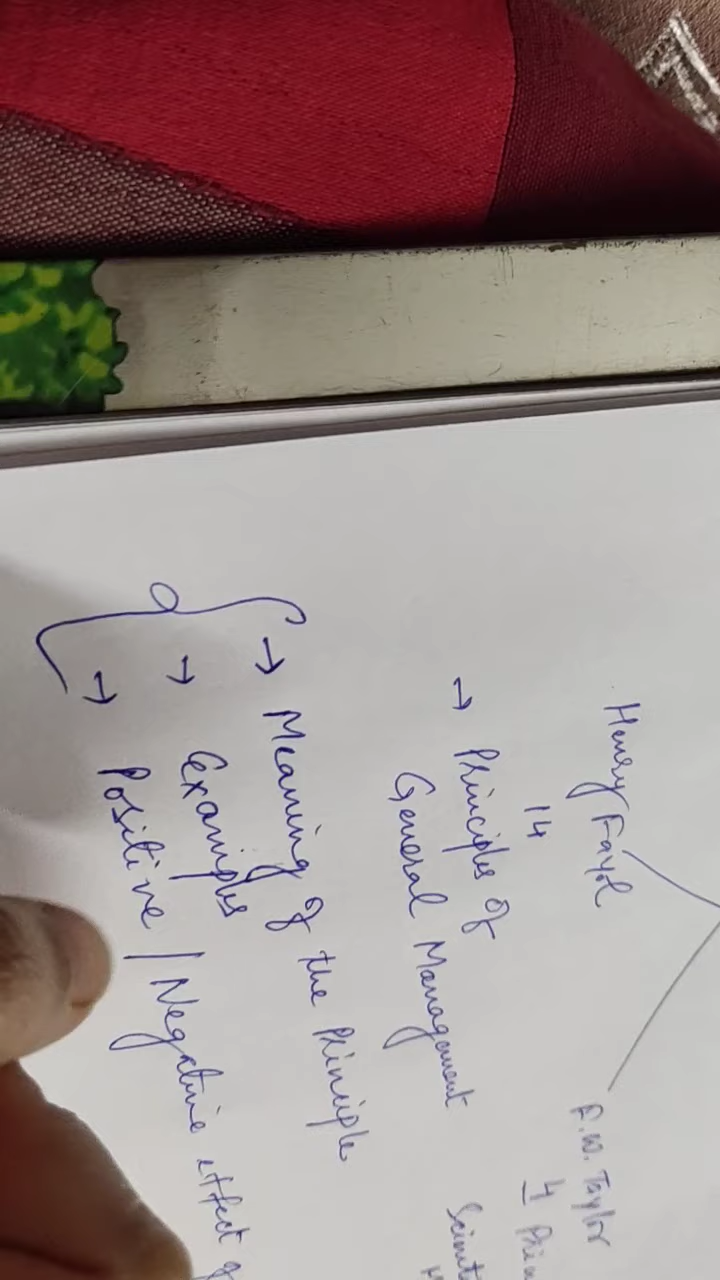 Henry Fayol
F.W. Taylor
14
4
→ Principles of
General Management
→ Meaning of the Principle
→ Examples
→ Positive / Negative effect